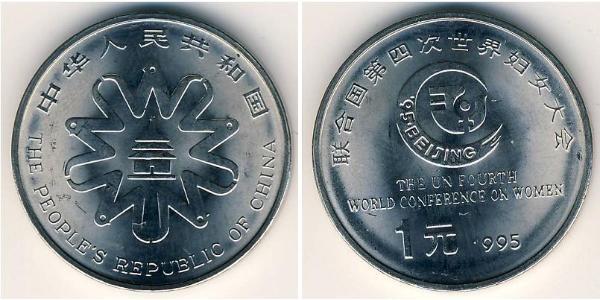 中华人民共和国
THE PEOPLE'S REPUBLIC OF CHINA
联合国第四次世界妇女大会
'95·BEIJING
THE UN FOURTH
WORLD CONFERENCE ON WOMEN
1元 1995